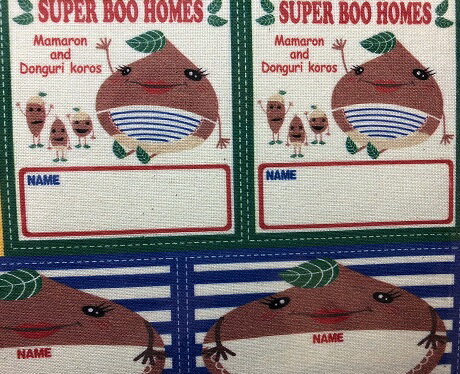 SUPER BOO HOMES
Mamaron
and
Donguri koros
NAME
SUPER BOO HOMES
Mamaron
and
Donguri koros
NAME
NAME
NAME